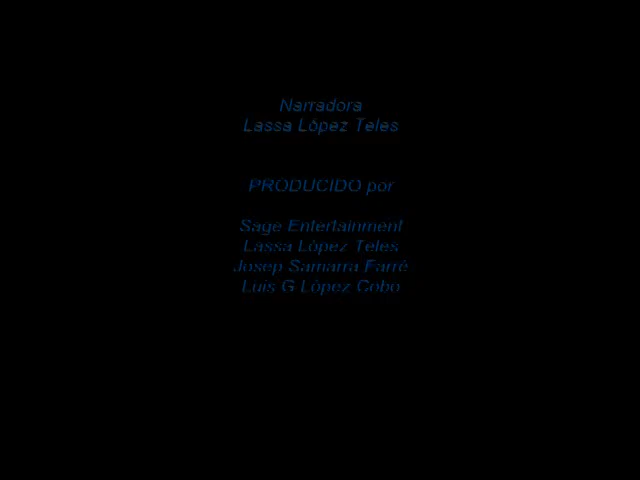 Narradora
Lassa López Teles
PRODUCIDO por
Sage Entertainment
Lassa López Teles
Josep Samarra Farré
Luis G López Cobo